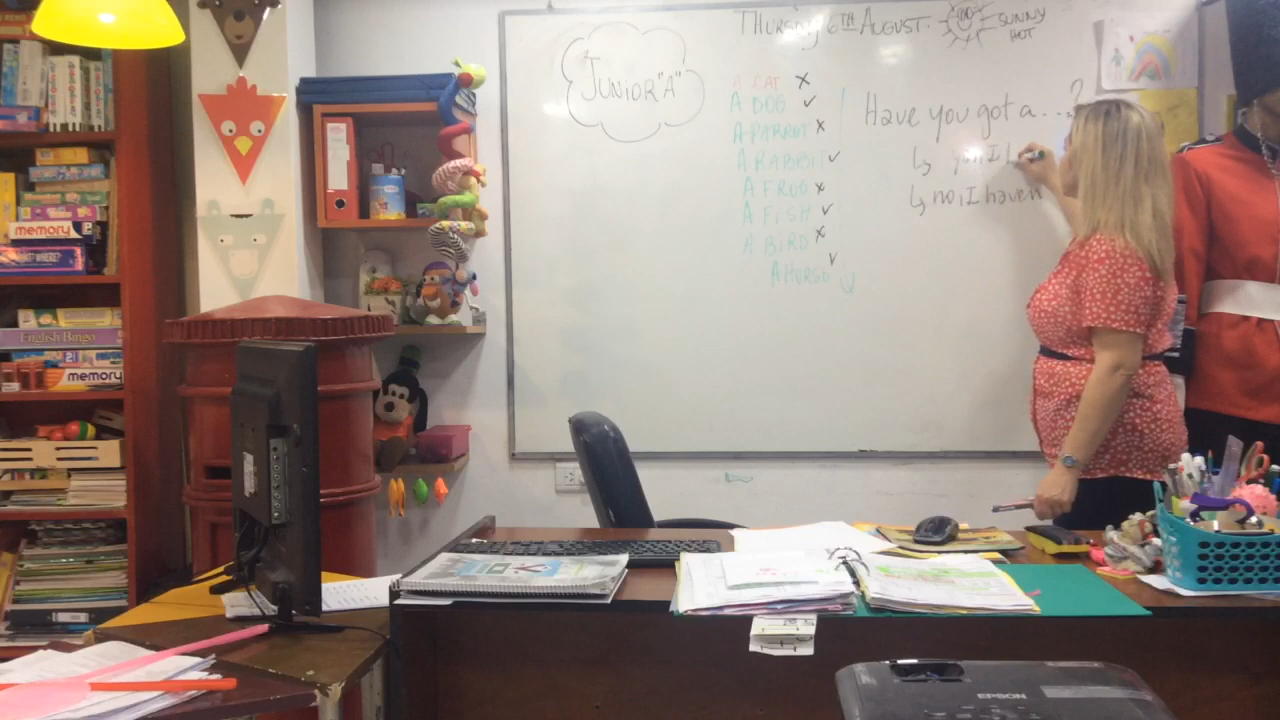 THURSDAY 6TH AUGUST.
SUNNY
HOT
JUNIOR "A"
A CAT ✗
A DOG ✓
A PARROT ✗
A RABBIT ✓
A FROG ✗
A FISH ✓
A BIRD ✗
A HORSE ✓
Have you got a...?
↳ no, I haven
memory
English Bingo
memory
EPSON